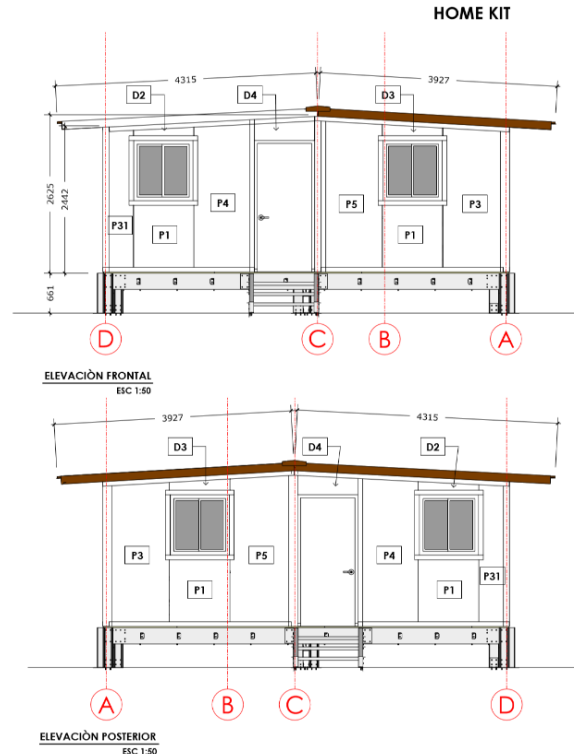 HOME KIT
4315
3927
D2
D4
D3
2625
2442
661
P31
P1
P4
P5
P1
P3
D
C
B
A
ELEVACIÒN FRONTAL
ESC 1:50
3927
4315
D3
D4
D2
P3
P1
P5
P4
P1
P31
A
B
C
D
ELEVACIÒN POSTERIOR
ESC 1:50